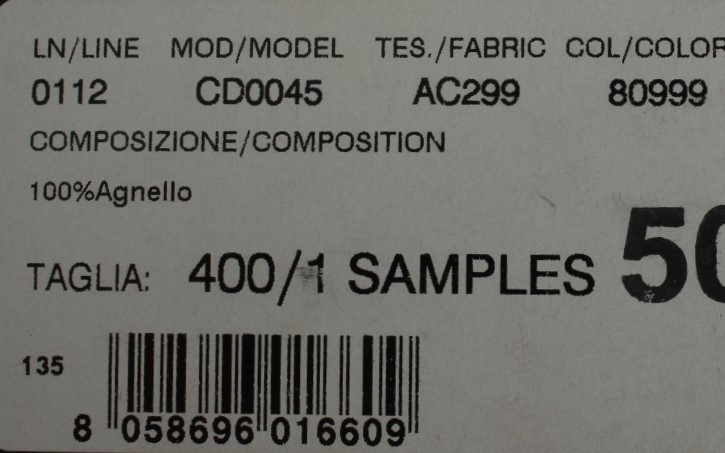 LN/LINE MOD/MODEL TES./FABRIC COL/COLOR
0112 CD0045 AC299 80999
COMPOSIZIONE/COMPOSITION
100%Agnello
TAGLIA: 400/1 SAMPLES 50
135
8 058696 016609